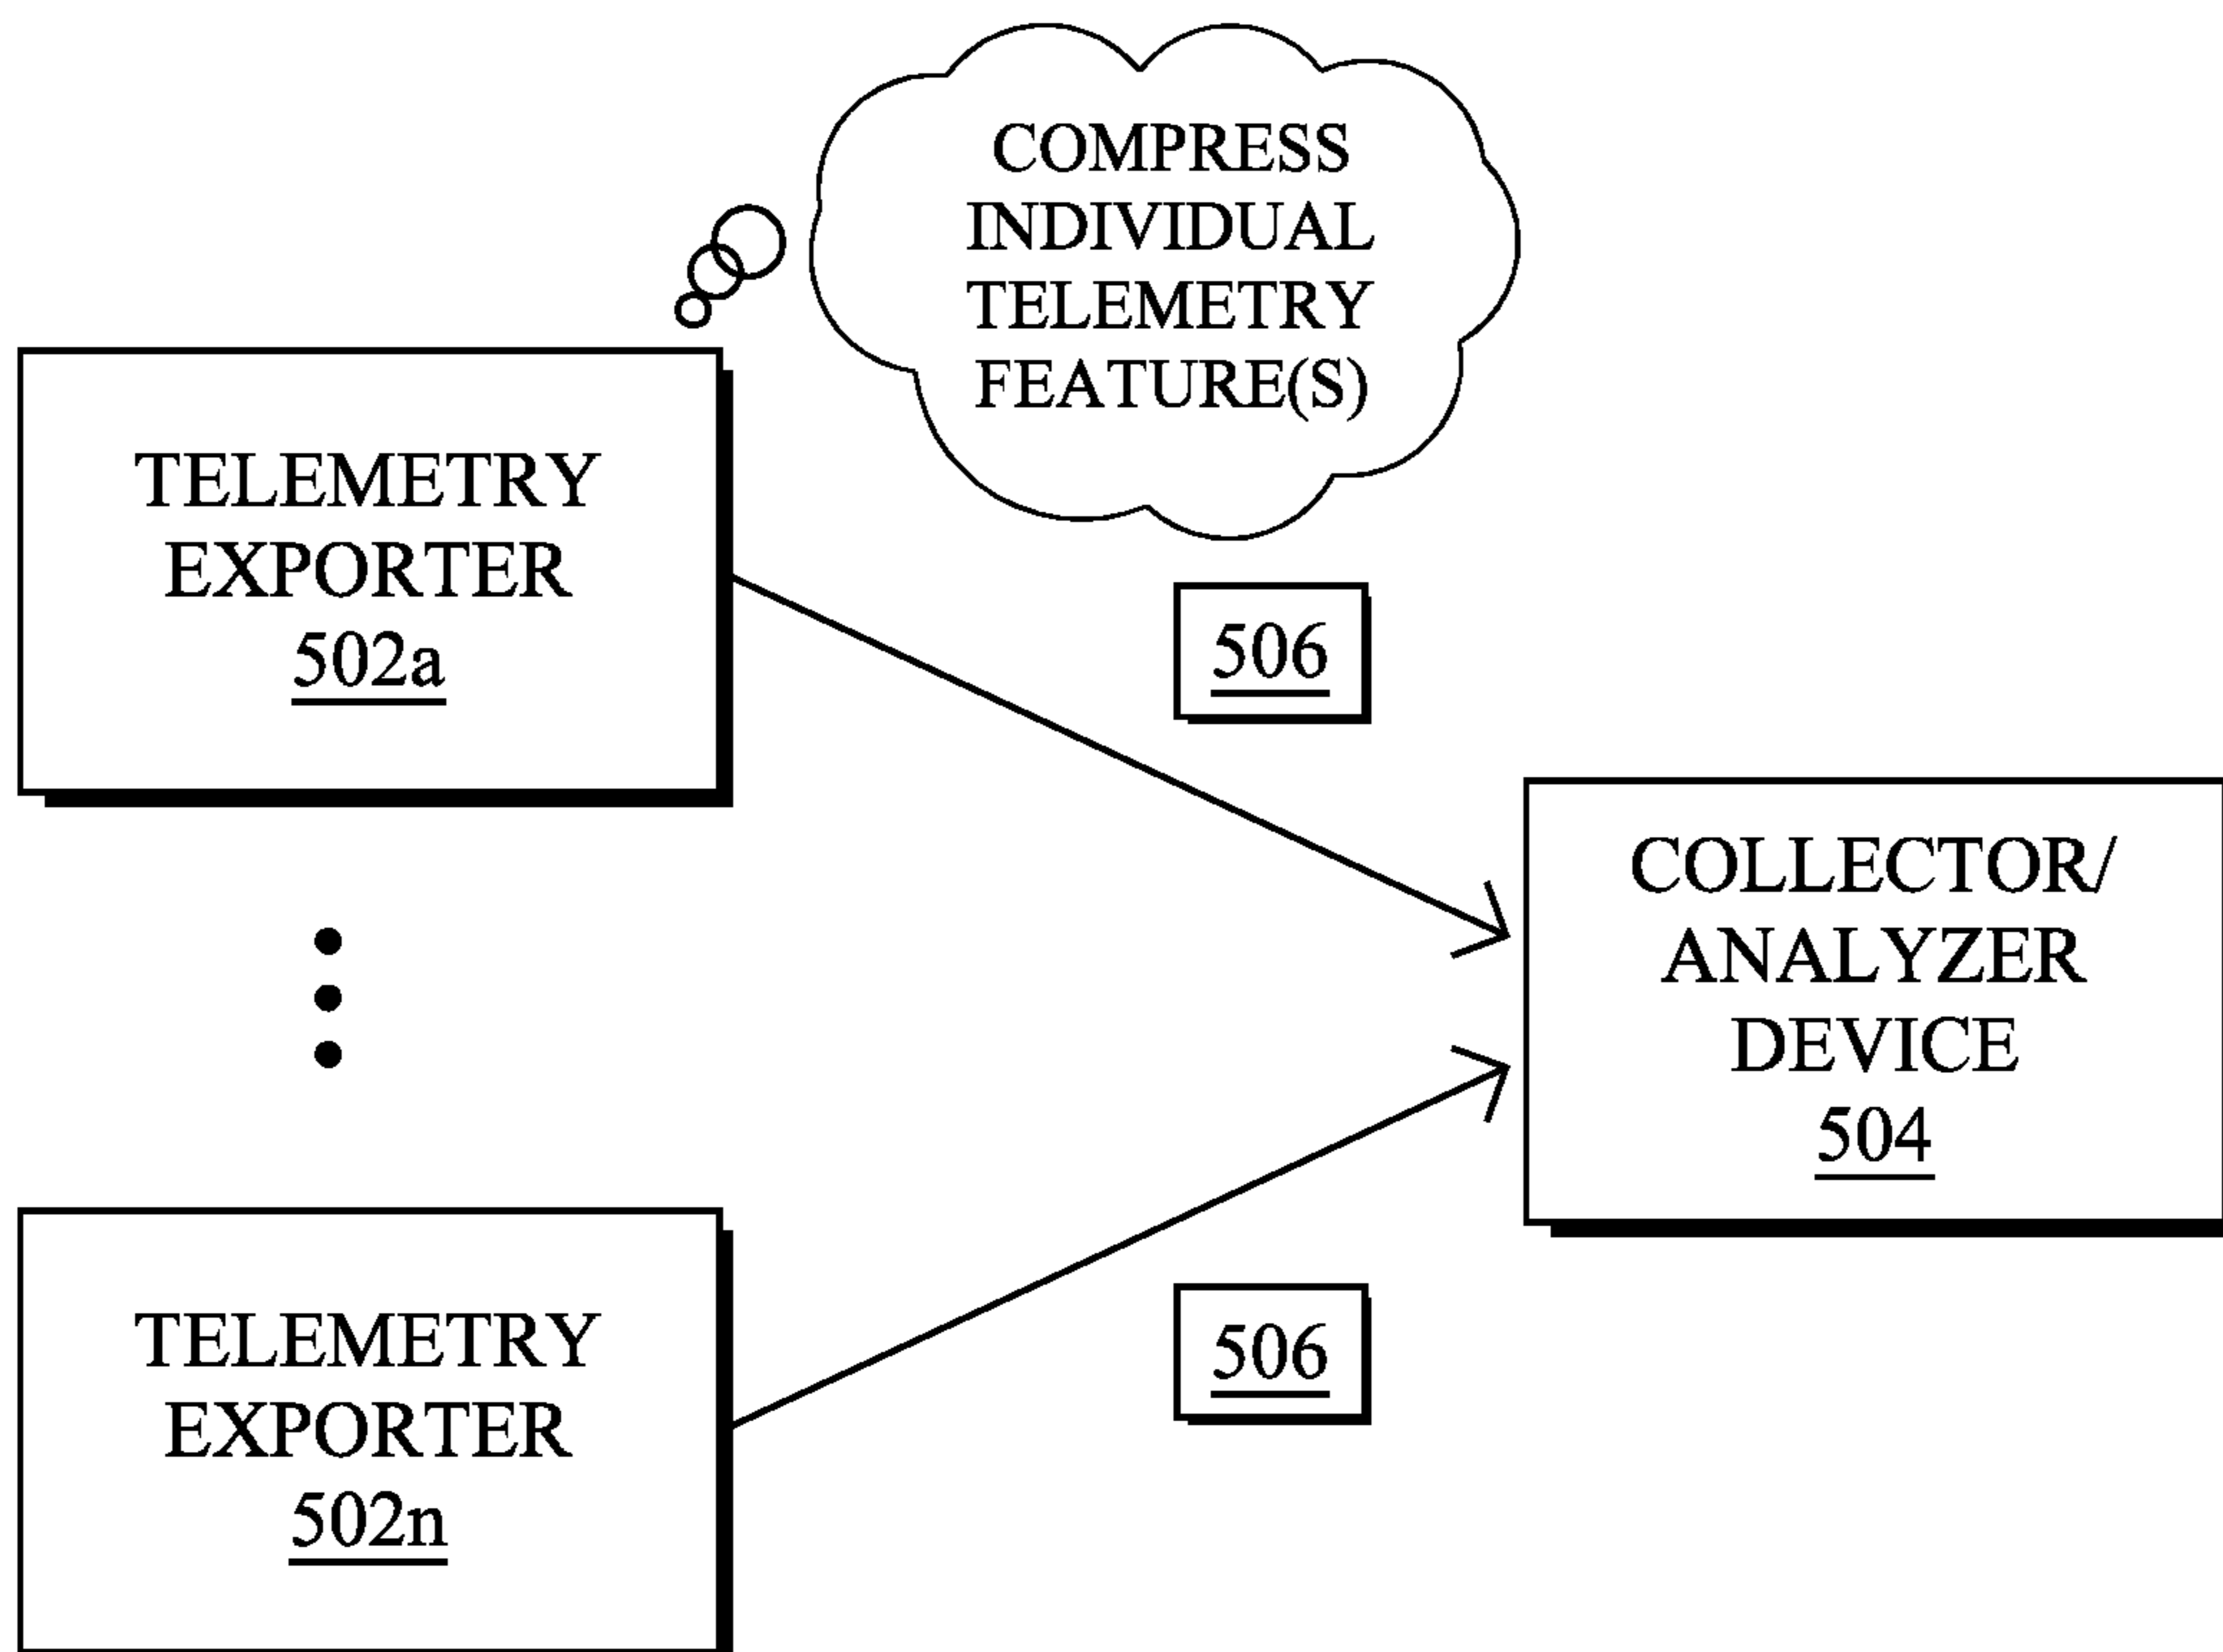 COMPRESS
INDIVIDUAL
TELEMETRY
FEATURE(S)
TELEMETRY
EXPORTER
502a
506
COLLECTOR/
ANALYZER
DEVICE
504
TELEMETRY
EXPORTER
502n
506